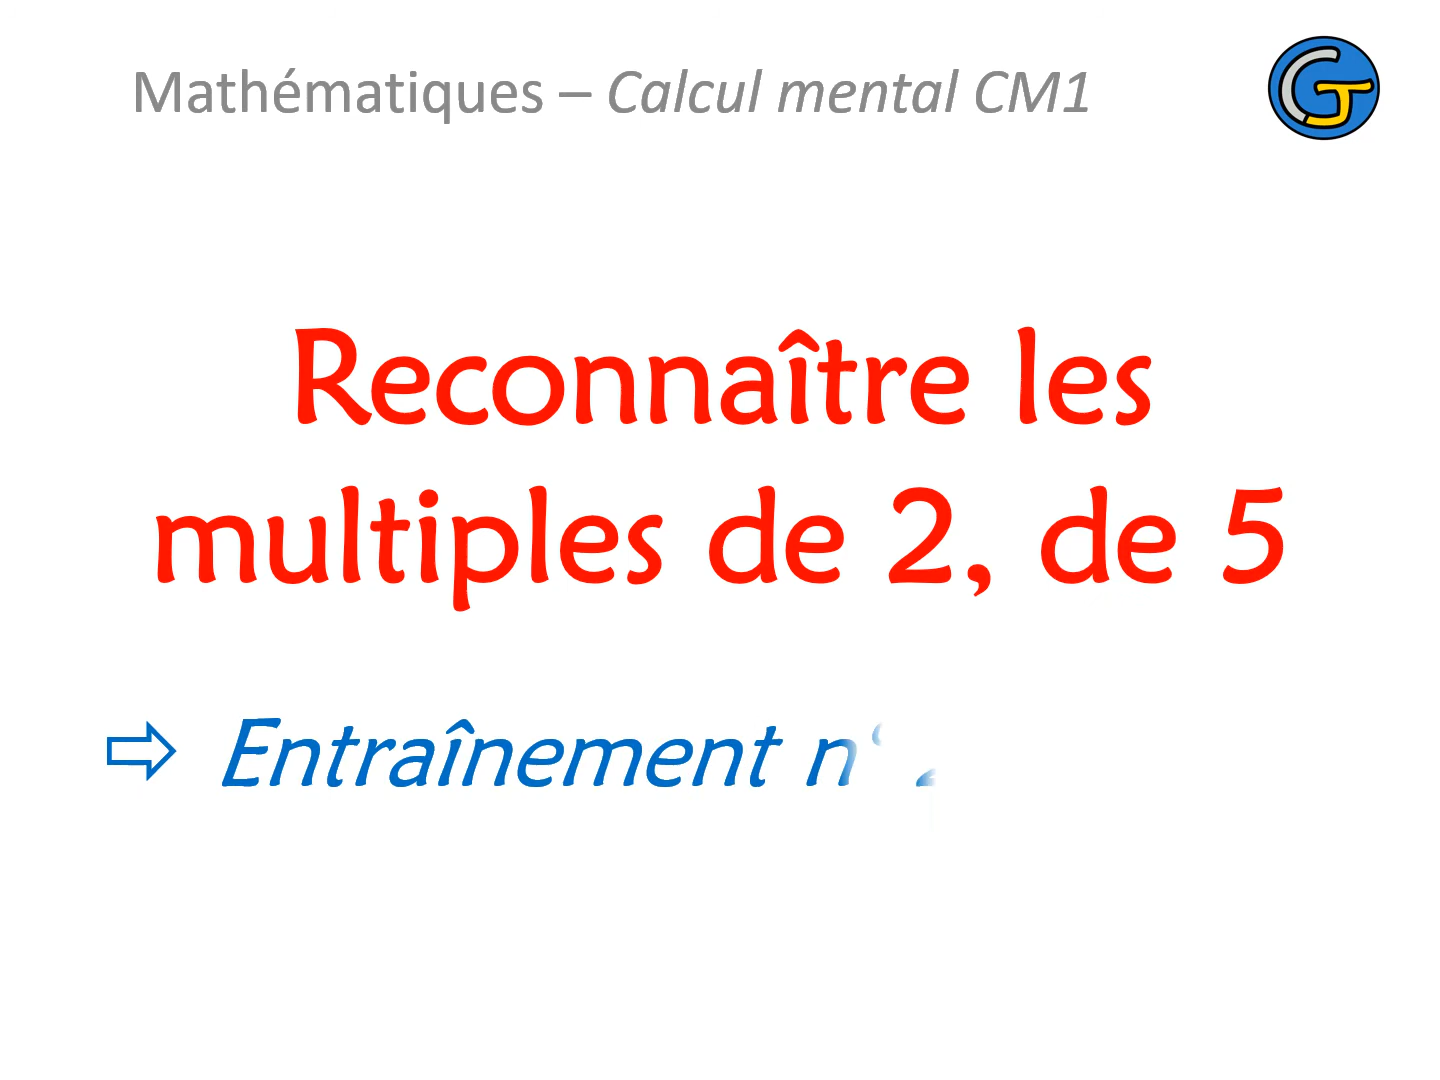 Mathématiques – Calcul mental CM1
Reconnaître les
multiples de 2, de 5
⇨ Entraînement n°